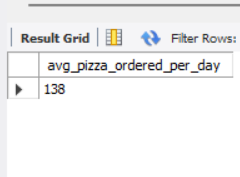 Result Grid Filter Rows:
avg_pizza_ordered_per_day
138